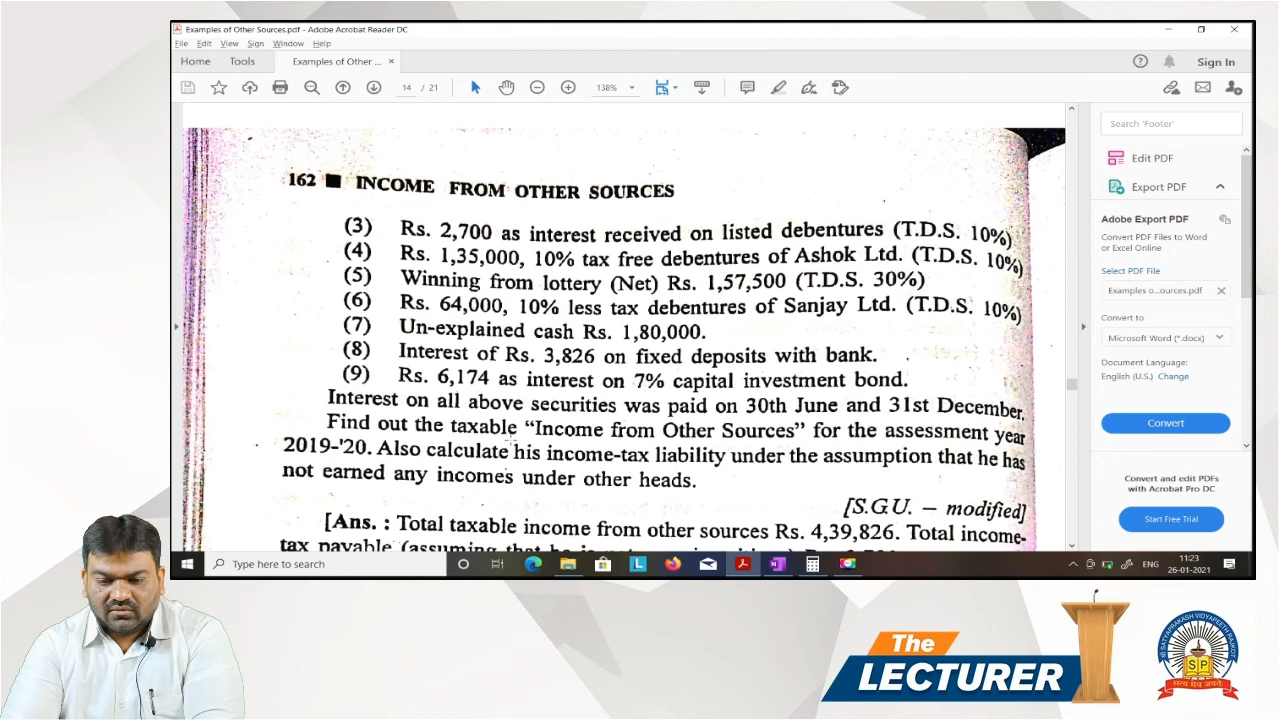 Examples of Other Sources.pdf - Adobe Acrobat Reader DC
File Edit View Sign Window Help
Home Tools Examples of Other ... ×
14 / 21 138%
Sign In
Search 'Footer'
Edit PDF
Export PDF
Adobe Export PDF
Convert PDF Files to Word
or Excel Online
Select PDF File
Examples o...ources.pdf
Convert to
Microsoft Word (*.docx)
Document Language:
English (U.S.) Change
Convert
Convert and edit PDFs
with Acrobat Pro DC
Start Free Trial
162 ■ INCOME FROM OTHER SOURCES
(3) Rs. 2,700 as interest received on listed debentures (T.D.S. 10%)
(4) Rs. 1,35,000, 10% tax free debentures of Ashok Ltd. (T.D.S. 10%)
(5) Winning from lottery (Net) Rs. 1,57,500 (T.D.S. 30%)
(6) Rs. 64,000, 10% less tax debentures of Sanjay Ltd. (T.D.S. 10%)
(7) Un-explained cash Rs. 1,80,000.
(8) Interest of Rs. 3,826 on fixed deposits with bank.
(9) Rs. 6,174 as interest on 7% capital investment bond.
Interest on all above securities was paid on 30th June and 31st December.
Find out the taxable “Income from Other Sources” for the assessment year
2019-'20. Also calculate his income-tax liability under the assumption that he has
not earned any incomes under other heads.
[S.G.U. – modified]
[Ans. : Total taxable income from other sources Rs. 4,39,826. Total income-
tax payable (assuming that he is
Type here to search
ENG
11:23
26-01-2021
The
LECTURER
SP